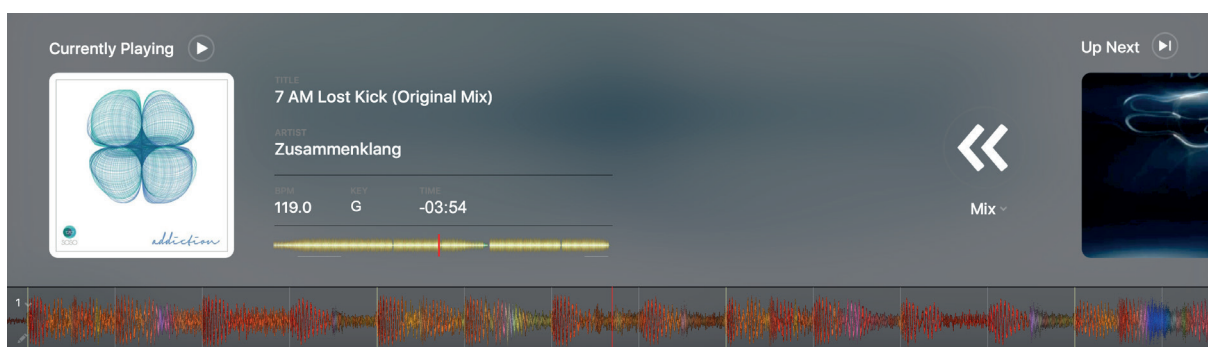 Currently Playing
Up Next
TITLE
7 AM Lost Kick (Original Mix)
ARTIST
Zusammenklang
BPM KEY TIME
119.0 G -03:54
Mix
SOSO
addiction
1